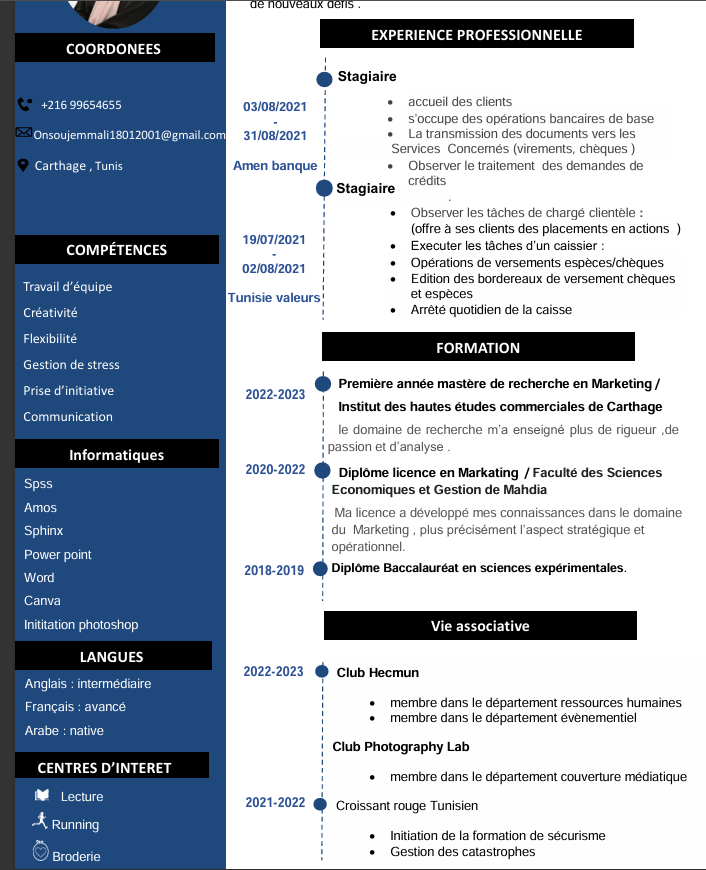 de nouveaux défis .
COORDONEES
+216 99654655
Onsoujemmali18012001@gmail.com
Carthage , Tunis
COMPÉTENCES
Travail d'équipe
Créativité
Flexibilité
Gestion de stress
Prise d'initiative
Communication
Informatiques
Spss
Amos
Sphinx
Power point
Word
Canva
Inititation photoshop
LANGUES
Anglais : intermédiaire
Français : avancé
Arabe : native
CENTRES D'INTERET
Lecture
Running
Broderie
EXPERIENCE PROFESSIONNELLE
Stagiaire
03/08/2021
-
31/08/2021
Amen banque
• accueil des clients
• s'occupe des opérations bancaires de base
• La transmission des documents vers les
Services Concernés (virements, chèques )
• Observer le traitement des demandes de
crédits
.
Stagiaire
19/07/2021
-
02/08/2021
Tunisie valeurs
• Observer les tâches de chargé clientèle :
(offre à ses clients des placements en actions )
• Executer les tâches d'un caissier :
• Opérations de versements espèces/chèques
• Edition des bordereaux de versement chèques
et espèces
• Arrêté quotidien de la caisse
FORMATION
2022-2023
Première année mastère de recherche en Marketing /
Institut des hautes études commerciales de Carthage
le domaine de recherche m'a enseigné plus de rigueur ,de
passion et d'analyse .
2020-2022
Diplôme licence en Marketing / Faculté des Sciences
Economiques et Gestion de Mahdia
Ma licence a développé mes connaissances dans le domaine
du Marketing , plus précisément l'aspect stratégique et
opérationnel.
2018-2019
Diplôme Baccalauréat en sciences expérimentales.
Vie associative
2022-2023
Club Hecmun
• membre dans le département ressources humaines
• membre dans le département évènementiel
Club Photography Lab
• membre dans le département couverture médiatique
2021-2022
Croissant rouge Tunisien
• Initiation de la formation de sécurisme
• Gestion des catastrophes